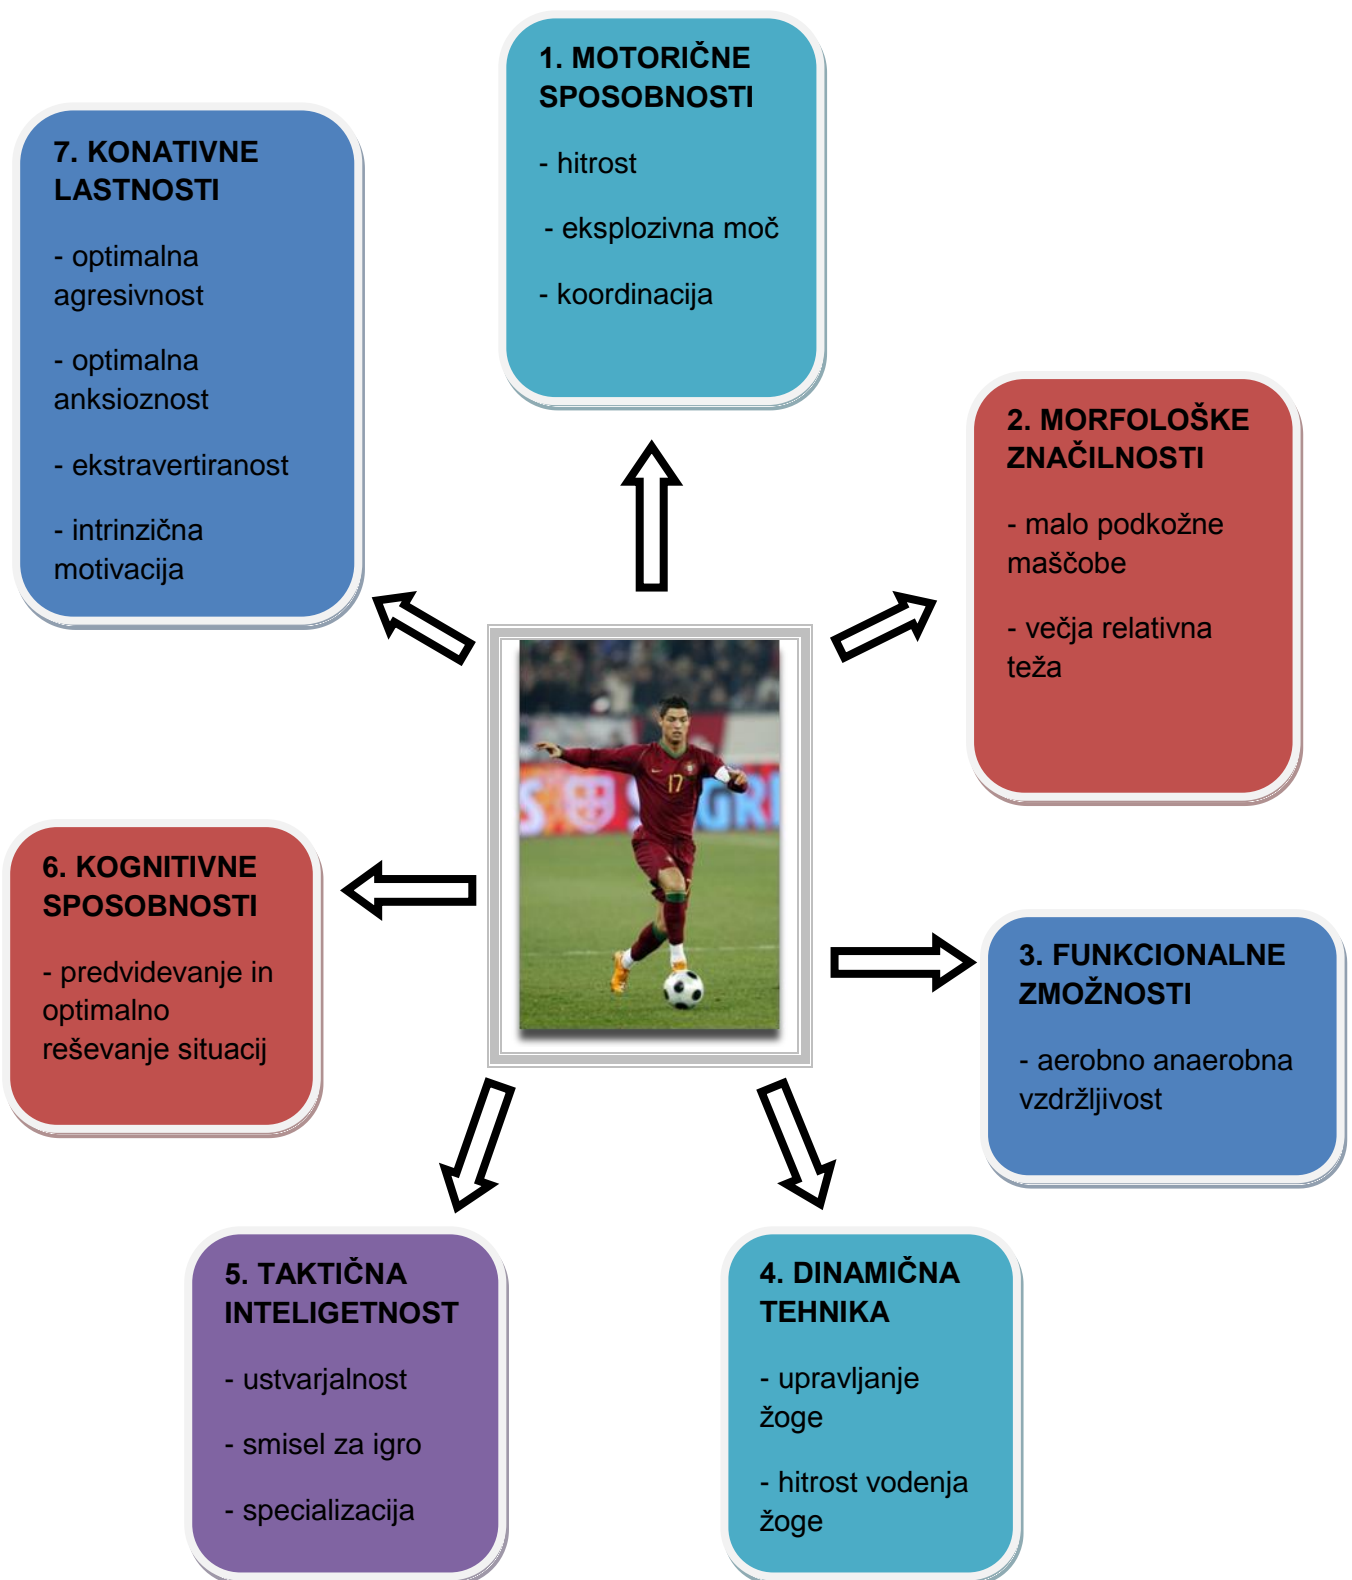 1. MOTORIČNE
SPOSOBNOSTI
- hitrost
- eksplozivna moč
- koordinacija
2. MORFOLOŠKE
ZNAČILNOSTI
- malo podkožne
maščobe
- večja relativna
teža
3. FUNKCIONALNE
ZMOŽNOSTI
- aerobno anaerobna
vzdržljivost
4. DINAMIČNA
TEHNIKA
- upravljanje
žoge
- hitrost vodenja
žoge
5. TAKTIČNA
INTELIGETNOST
- ustvarjalnost
- smisel za igro
- specializacija
6. KOGNITIVNE
SPOSOBNOSTI
- predvidevanje in
optimalno
reševanje situacij
7. KONATIVNE
LASTNOSTI
- optimalna
agresivnost
- optimalna
anksioznost
- ekstravertiranost
- intrinzična
motivacija
17